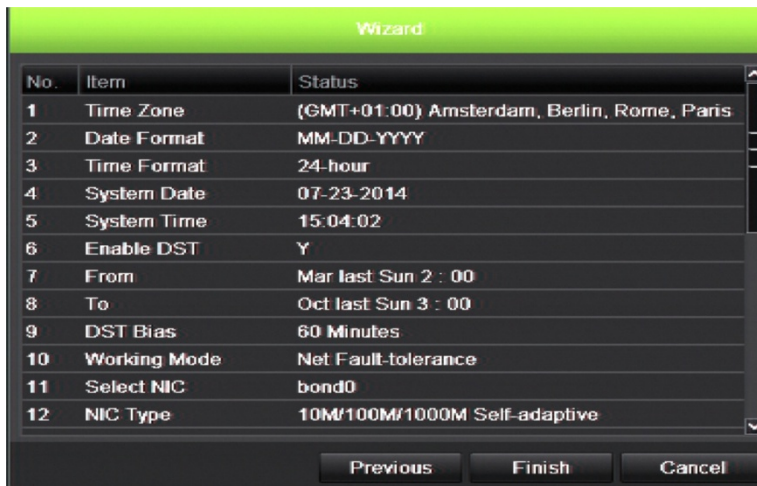 Wizard
No. Item Status
1 Time Zone (GMT+01:00) Amsterdam, Berlin, Rome, Paris
2 Date Format MM-DD-YYYY
3 Time Format 24-hour
4 System Date 07-23-2014
5 System Time 15:04:02
6 Enable DST Y
7 From Mar last Sun 2 : 00
8 To Oct last Sun 3 : 00
9 DST Bias 60 Minutes
10 Working Mode Net Fault-tolerance
11 Select NIC bond0
12 NIC Type 10M/100M/1000M Self-adaptive
Previous Finish Cancel